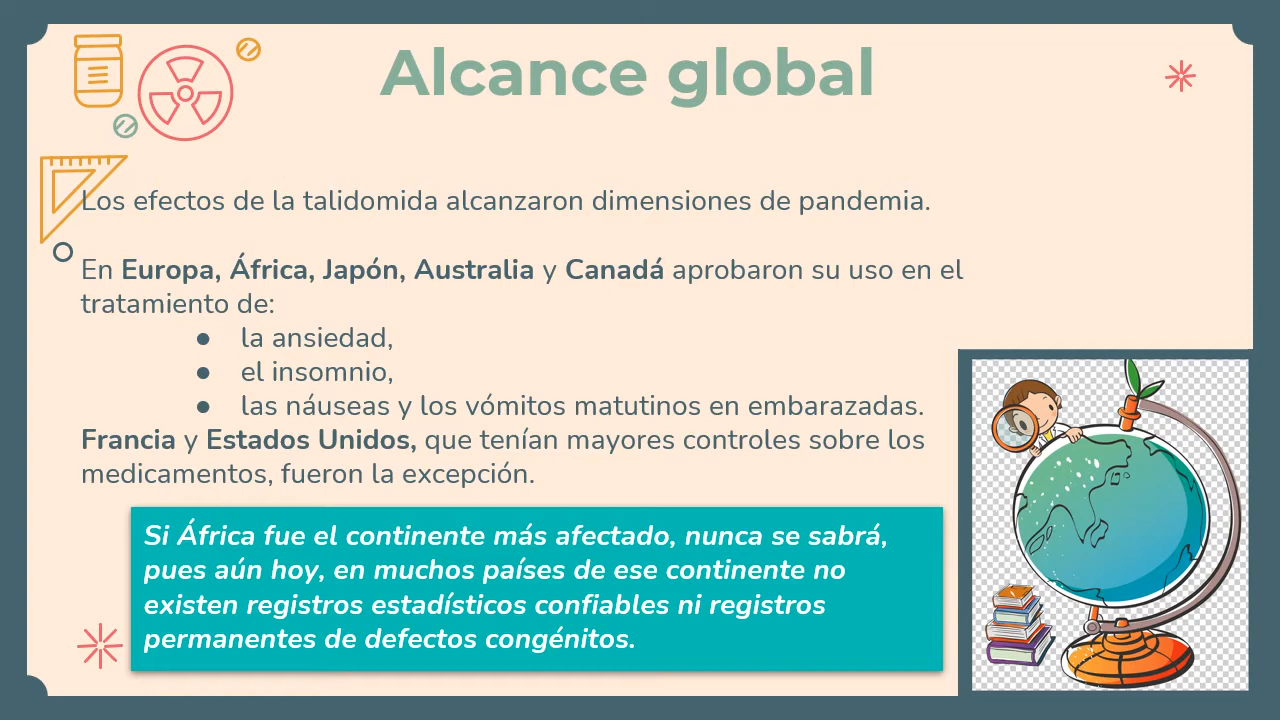 Alcance global
Los efectos de la talidomida alcanzaron dimensiones de pandemia.
En Europa, África, Japón, Australia y Canadá aprobaron su uso en el
tratamiento de:
● la ansiedad,
● el insomnio,
● las náuseas y los vómitos matutinos en embarazadas.
Francia y Estados Unidos, que tenían mayores controles sobre los
medicamentos, fueron la excepción.
Si África fue el continente más afectado, nunca se sabrá,
pues aún hoy, en muchos países de ese continente no
existen registros estadísticos confiables ni registros
permanentes de defectos congénitos.